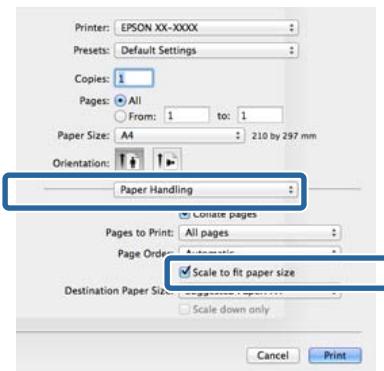 Printer: EPSON XX-XXXX
Presets: Default Settings
Copies: 1
Pages: All
From: 1 to: 1
Paper Size: A4 210 by 297 mm
Orientation:
Paper Handling
Collate pages
Pages to Print: All pages
Page Order: Automatic
Scale to fit paper size
Destination Paper Size:
Scale down only
Cancel Print